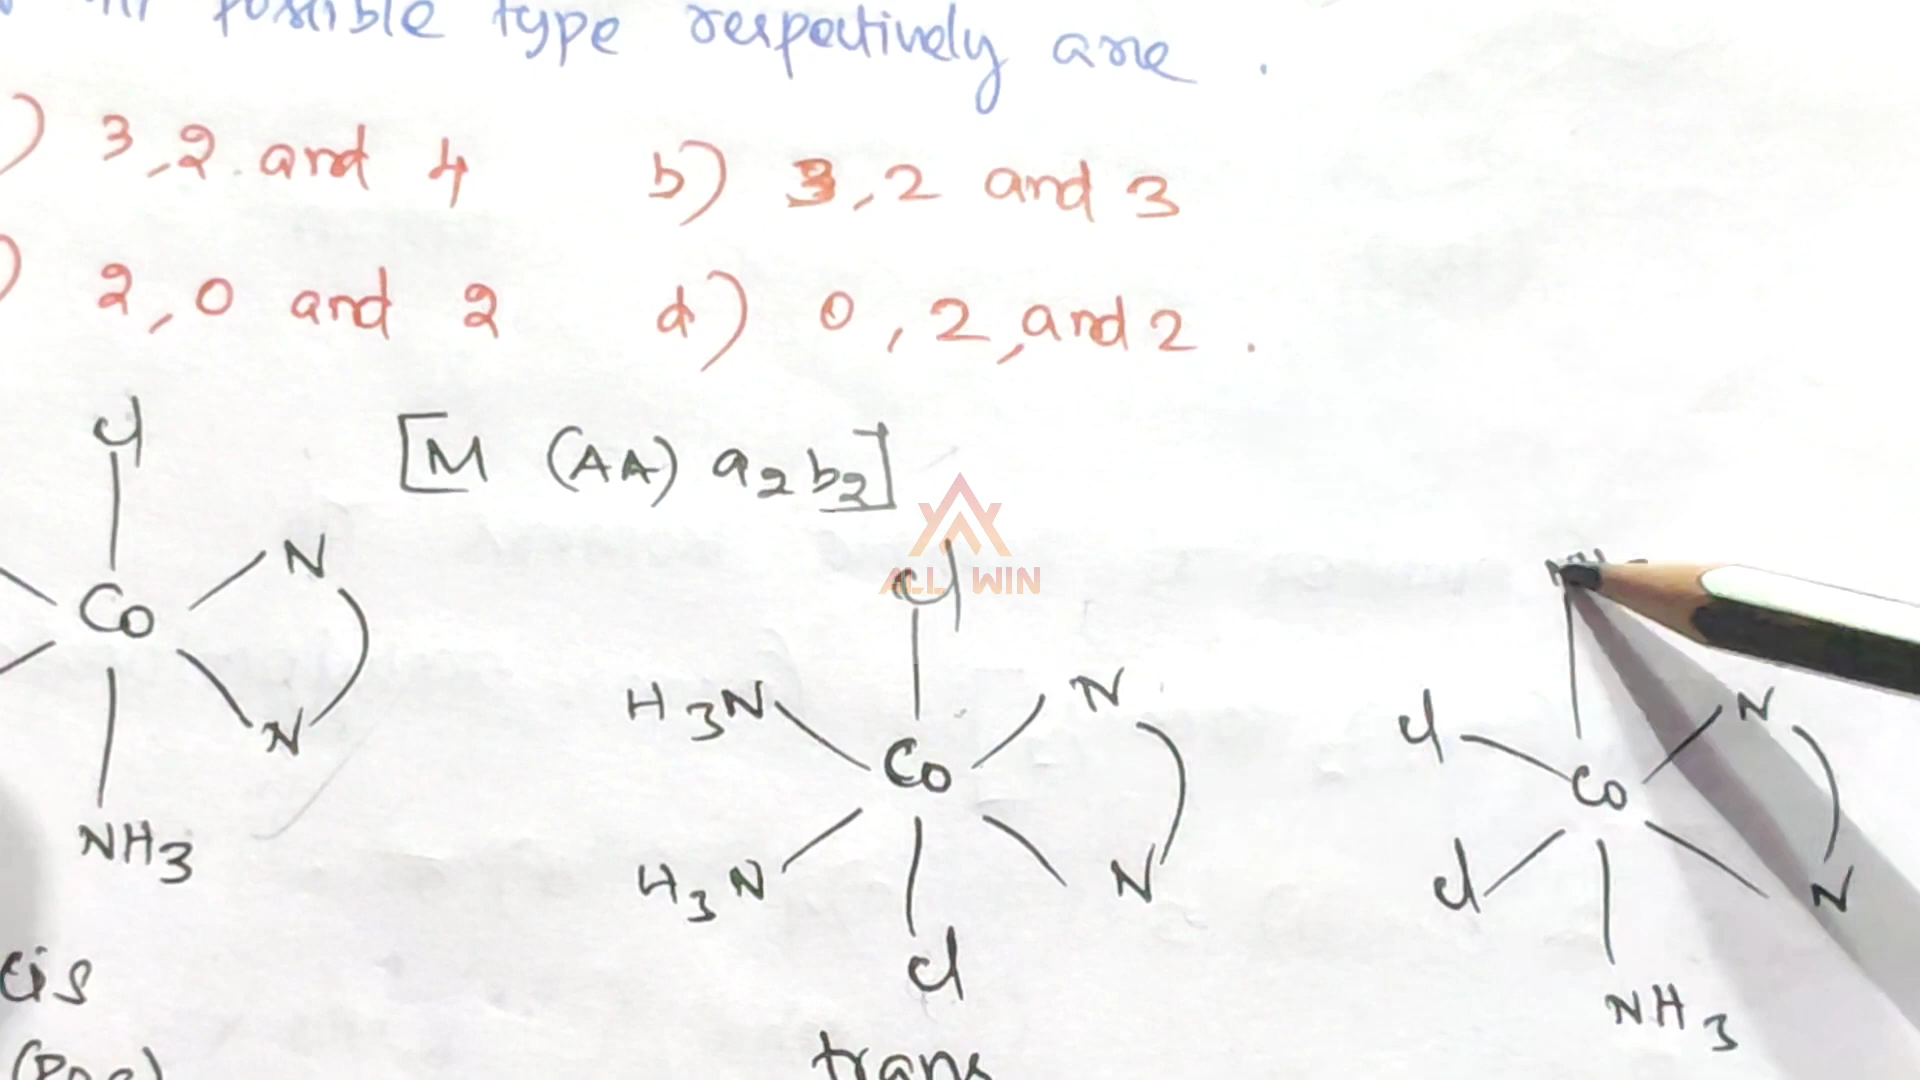 possible type respectively are .
) 3,2 and 4 b) 3,2 and 3
) 2,0 and 2 d) 0,2,and 2 .
Cl [M (AA) a2b2]
ALL WIN
Cl
N
Co
N
H3N N
Co
H3N N
Cl N
Co
Cl N
NH3
Cl
NH3
cis
trans